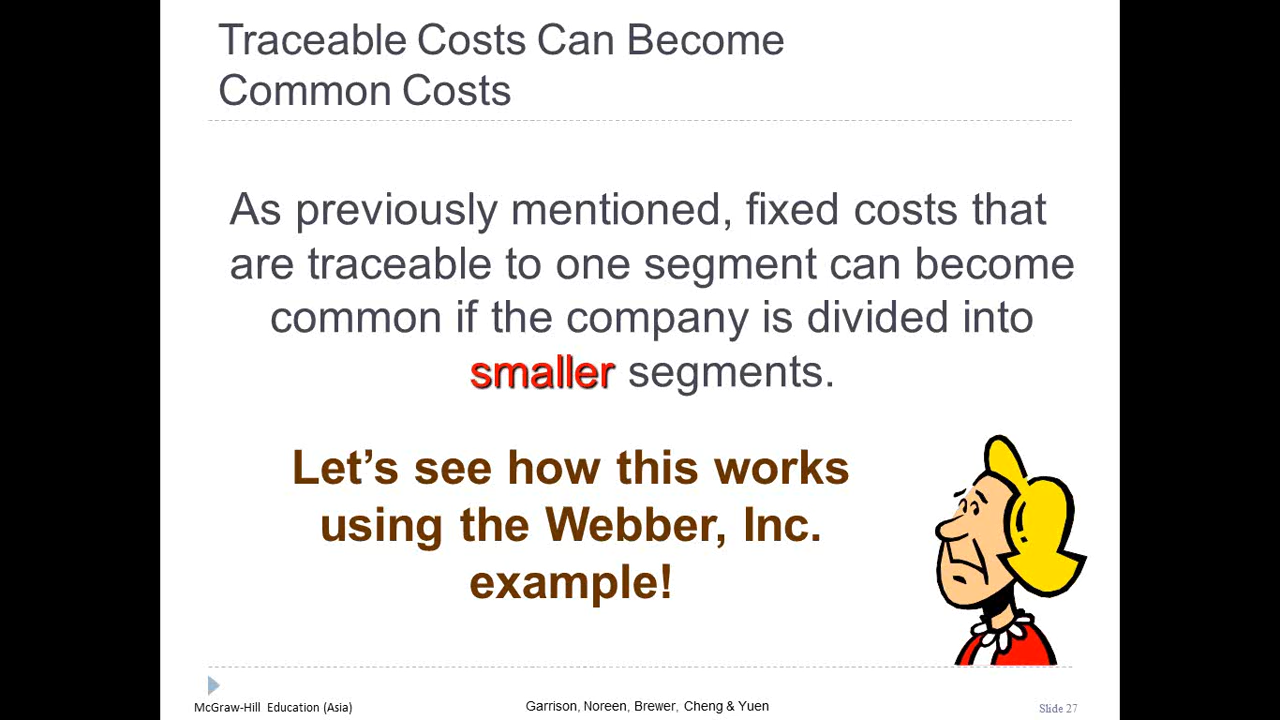 Traceable Costs Can Become
Common Costs
As previously mentioned, fixed costs that
are traceable to one segment can become
common if the company is divided into
smaller segments.
Let’s see how this works
using the Webber, Inc.
example!
McGraw-Hill Education (Asia)
Garrison, Noreen, Brewer, Cheng & Yuen
Slide 27